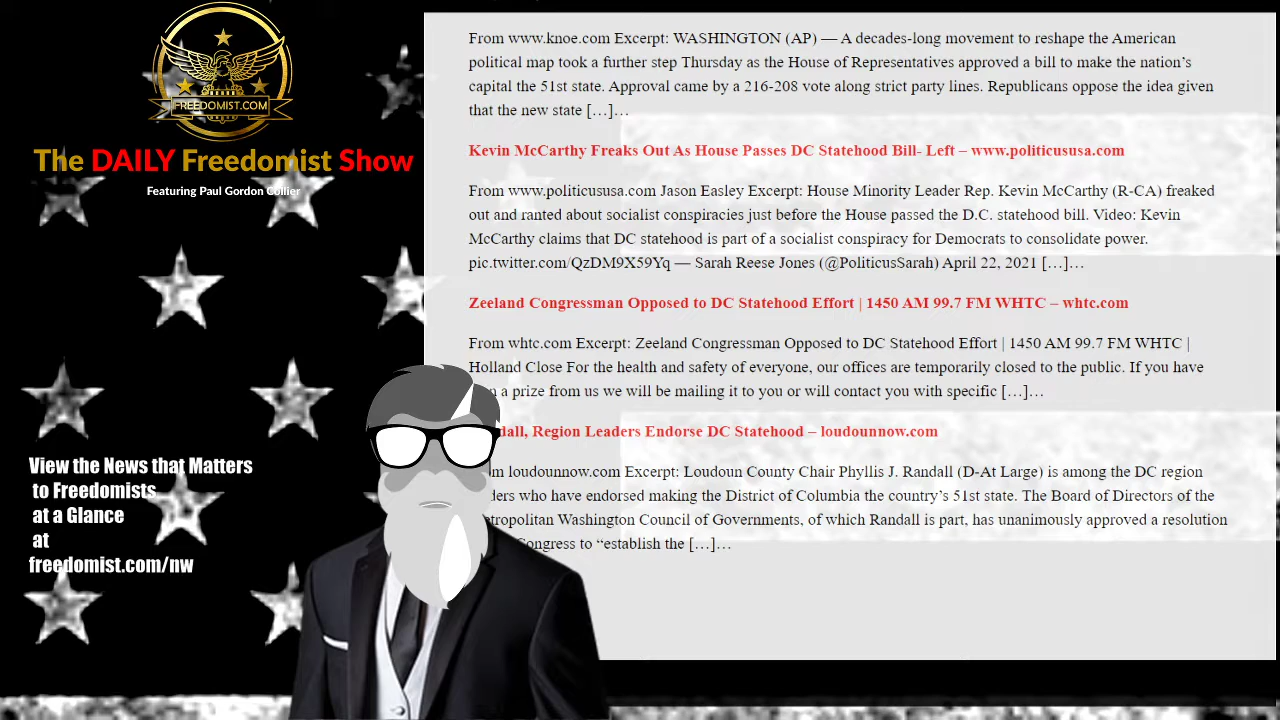 FREEDOMIST.COM
The DAILY Freedomist Show
Featuring Paul Gordon Collier
View the News that Matters
to Freedomists
at a Glance
at
freedomist.com/nw
From www.knoe.com Excerpt: WASHINGTON (AP) — A decades-long movement to reshape the American
political map took a further step Thursday as the House of Representatives approved a bill to make the nation’s
capital the 51st state. Approval came by a 216-208 vote along strict party lines. Republicans oppose the idea given
that the new state […]…
Kevin McCarthy Freaks Out As House Passes DC Statehood Bill- Left – www.politicususa.com
From www.politicususa.com Jason Easley Excerpt: House Minority Leader Rep. Kevin McCarthy (R-CA) freaked
out and ranted about socialist conspiracies just before the House passed the D.C. statehood bill. Video: Kevin
McCarthy claims that DC statehood is part of a socialist conspiracy for Democrats to consolidate power.
pic.twitter.com/QzDM9X59Yq — Sarah Reese Jones (@PoliticusSarah) April 22, 2021 […]…
Zeeland Congressman Opposed to DC Statehood Effort | 1450 AM 99.7 FM WHTC – whtc.com
From whtc.com Excerpt: Zeeland Congressman Opposed to DC Statehood Effort | 1450 AM 99.7 FM WHTC |
Holland Close For the health and safety of everyone, our offices are temporarily closed to the public. If you have
a prize from us we will be mailing it to you or will contact you with specific […]…
Region Leaders Endorse DC Statehood – loudounnow.com
loudounnow.com Excerpt: Loudoun County Chair Phyllis J. Randall (D-At Large) is among the DC region
who have endorsed making the District of Columbia the country’s 51st state. The Board of Directors of the
Washington Council of Governments, of which Randall is part, has unanimously approved a resolution
Congress to “establish the […]…